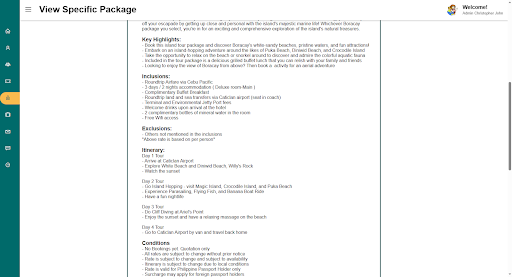 View Specific Package
Welcome!
off your escapade by getting up close and personal with the island's majestic marine life! Whichever Boracay
package you select, you're in for an exciting and comprehensive exploration of the island's natural treasures.
Key Highlights:
- Book this island tour package and discover Boracay's white-sandy beaches, pristine waters, and fun attractions!
- Embark on an island-hopping adventure around the likes of Puka Beach, Diniwid Beach, and Crocodile Island
- Take the opportunity to relax on the beach or snorkel around to discover and admire the colorful aquatic fauna
- Included in the tour package is a delicious grilled buffet lunch that you can relish with your family and friends
- Looking to enjoy the view of Boracay from above? Then book a activity for an aerial adventure
Inclusions:
- Roundtrip Airfare via Cebu Pacific
- 3 days / 2 nights accommodation ( Deluxe room-Maxi )
- Complimentary Buffet Breakfast
- Roundtrip land and sea transfers via Caticlan airport (seat in coach)
- Terminal and Environmental Jetty Port fees
- Welcome drinks upon arrival at the hotel
- 2 complimentary bottles of mineral water in the room
- Free Wifi access
Exclusions:
- Others not mentioned in the inclusions
*Above rate is based on per person*
Itinerary:
Day 1 Tour
- Arrive at Caticlan Airport
- Explore White Beach and Diniwid Beach, Willy's Rock
- Watch the sunset
Day 2 Tour
- Go Island-Hopping - visit Magic Island, Crocodile Island, and Puka Beach
- Experience Parasailing, Flying Fish, and Banana Boat Ride
- Have a fun nightlife
Day 3 Tour
- Do Cliff Diving at Ariel's Point
- Enjoy the sunset and have a relaxing massage on the beach
Day 4 Tour
- Go to Caticlan Airport by van and travel back home
Conditions
- No Bookings yet. Quotation only
- All rates are subject to change without prior notice
- Rate is subject to change and subject to availability
- Itinerary is subject to change due to local conditions
- Rate is valid for Philippine Passport Holder only
- Surcharge may apply for foreign passport holders